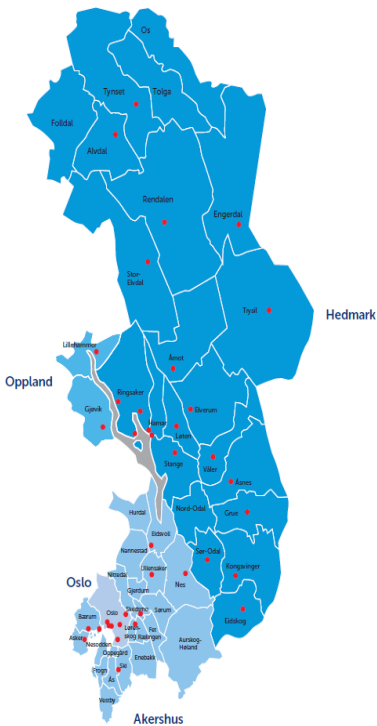 Os
Tynset
Tolga
Folldal
Alvdal
Rendalen
Engerdal
Stor-
Elvdal
Trysil
Hedmark
Lillehammer
Åmot
Oppland
Ringsaker
Gjøvik
Elverum
Hamar
Løten
Stange
Våler
Åsnes
Nord-Odal
Hurdal
Grue
Eidsvoll
Nannestad
Sør-Odal
Ullensaker
Oslo
Nittedal
Nes
Kongsvinger
Gjerdrum
Skedsmo
Sørum
Oslo
Bærum
Eidskog
Løren-
skog
Fet
Asker
Rælingen
Nesodden
Aurskog-
Høland
Oppegård
Enebakk
Ski
Frogn
Ås
Vestby
Akershus